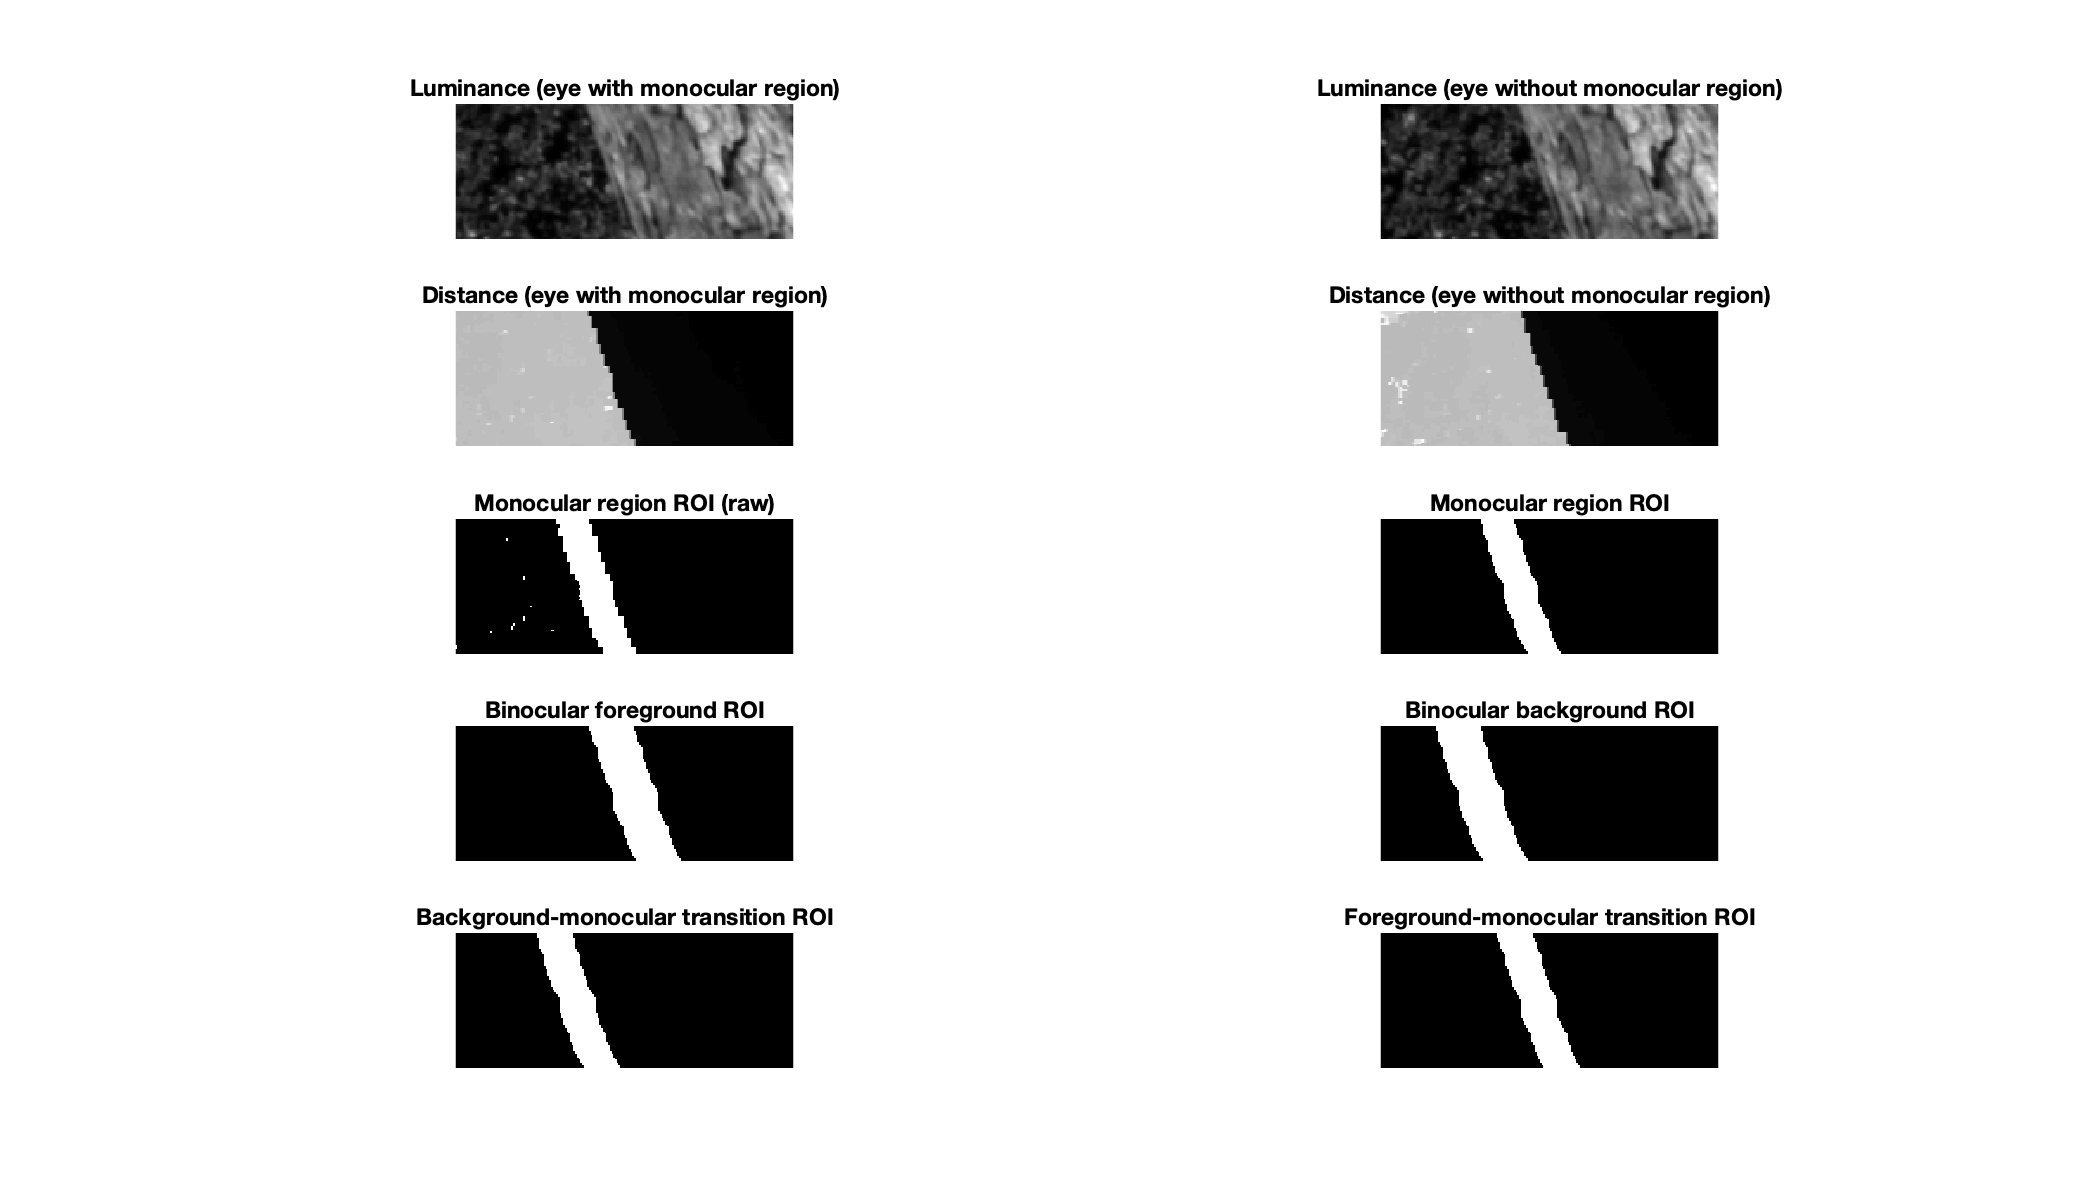 Luminance (eye with monocular region)
Luminance (eye without monocular region)
Distance (eye with monocular region)
Distance (eye without monocular region)
Monocular region ROI (raw)
Monocular region ROI
Binocular foreground ROI
Binocular background ROI
Background-monocular transition ROI
Foreground-monocular transition ROI